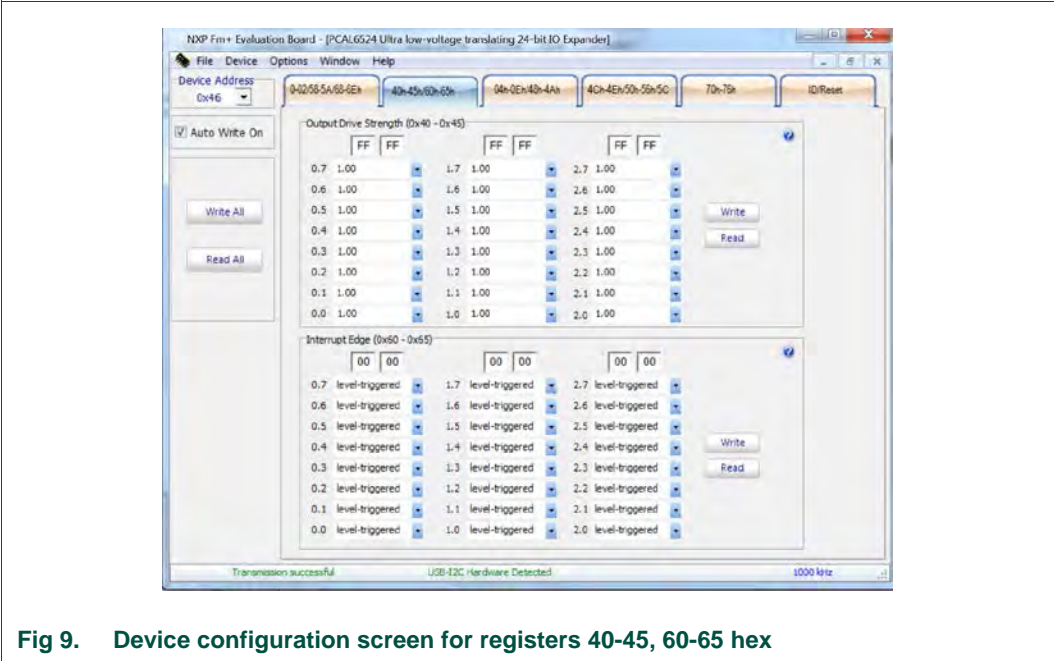 NXP Fm+ Evaluation Board - [PCAL6524 Ultra low-voltage translating 24-bit IO Expander]
File Device Options Window Help
Device Address
0x46
0-02/58-5A/68-6Eh 40h-45h/60h-65h 04h-0Eh/48h-4Ah 4Ch-4Eh/50h-56h/5C 70h-76h ID/Reset
Auto Write On
Write All
Read All
Output Drive Strength (0x40 - 0x45)
FF FF FF FF FF FF
0.7 1.00 1.7 1.00 2.7 1.00
0.6 1.00 1.6 1.00 2.6 1.00
0.5 1.00 1.5 1.00 2.5 1.00 Write
0.4 1.00 1.4 1.00 2.4 1.00 Read
0.3 1.00 1.3 1.00 2.3 1.00
0.2 1.00 1.2 1.00 2.2 1.00
0.1 1.00 1.1 1.00 2.1 1.00
0.0 1.00 1.0 1.00 2.0 1.00
Interrupt Edge (0x60 - 0x65)
00 00 00 00 00 00
0.7 level-triggered 1.7 level-triggered 2.7 level-triggered
0.6 level-triggered 1.6 level-triggered 2.6 level-triggered
0.5 level-triggered 1.5 level-triggered 2.5 level-triggered
0.4 level-triggered 1.4 level-triggered 2.4 level-triggered Write
0.3 level-triggered 1.3 level-triggered 2.3 level-triggered Read
0.2 level-triggered 1.2 level-triggered 2.2 level-triggered
0.1 level-triggered 1.1 level-triggered 2.1 level-triggered
0.0 level-triggered 1.0 level-triggered 2.0 level-triggered
Transmission successful USB-I2C Hardware Detected 1000 kHz
Fig 9. Device configuration screen for registers 40-45, 60-65 hex